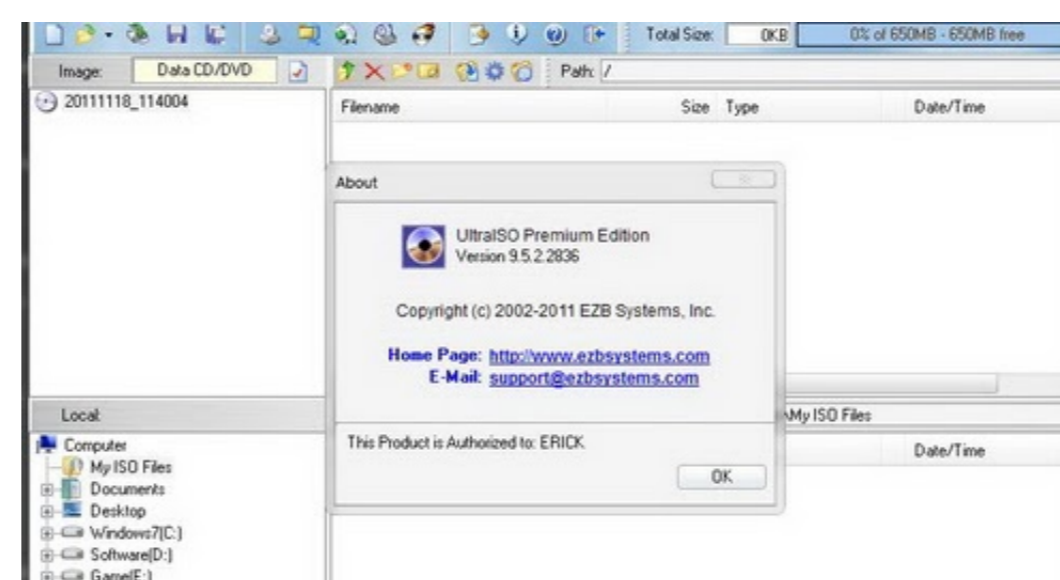 Total Size: 0KB 0% of 650MB - 650MB free
Image: Data CD/DVD Path: /
20111118_114004
Filename Size Type Date/Time
About
UltraISO Premium Edition
Version 9.5.2.2836
Copyright (c) 2002-2011 EZB Systems, Inc.
Home Page: http://www.ezbsystems.com
E-Mail: support@ezbsystems.com
This Product is Authorized to: ERICK
OK
Local: \My ISO Files
Computer Date/Time
My ISO Files
Documents
Desktop
Windows7(C:)
Software(D:)
Game(E:)